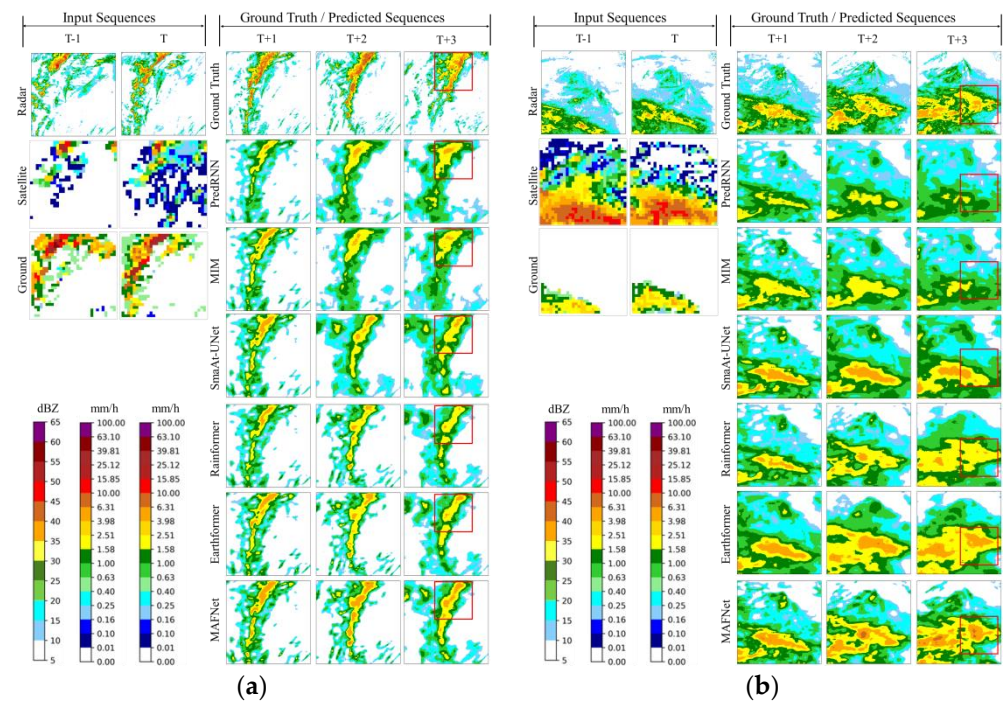 Input Sequences
Ground Truth / Predicted Sequences
T-1
T
T+1
T+2
T+3
Radar
Ground Truth
Satellite
PredRNN
Ground
MIM
SmaAt-UNet
Rainformer
Earthformer
MAFNet
dBZ
mm/h
mm/h
65
60
55
50
45
40
35
30
25
20
15
10
5
100.00
63.10
39.81
25.12
15.85
10.00
6.31
3.98
2.51
1.58
1.00
0.63
0.40
0.25
0.16
0.10
0.01
0.00
100.00
63.10
39.81
25.12
15.85
10.00
6.31
3.98
2.51
1.58
1.00
0.63
0.40
0.25
0.16
0.10
0.01
0.00
(a)
Input Sequences
Ground Truth / Predicted Sequences
T-1
T
T+1
T+2
T+3
Radar
Ground Truth
Satellite
PredRNN
Ground
MIM
SmaAt-UNet
Rainformer
Earthformer
MAFNet
dBZ
mm/h
mm/h
65
60
55
50
45
40
35
30
25
20
15
10
5
100.00
63.10
39.81
25.12
15.85
10.00
6.31
3.98
2.51
1.58
1.00
0.63
0.40
0.25
0.16
0.10
0.01
0.00
100.00
63.10
39.81
25.12
15.85
10.00
6.31
3.98
2.51
1.58
1.00
0.63
0.40
0.25
0.16
0.10
0.01
0.00
(b)